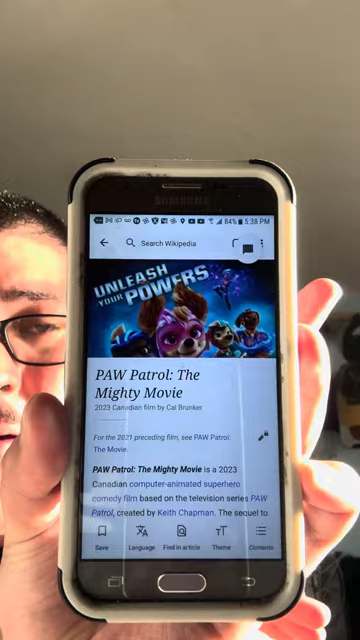 SAMSUNG
84% 5:38 PM
Search Wikipedia
UNLEASH
YOUR POWERS
PAW Patrol: The
Mighty Movie
2023 Canadian film by Cal Brunker
For the 2021 preceding film, see PAW Patrol:
The Movie.
PAW Patrol: The Mighty Movie is a 2023
Canadian computer-animated superhero
comedy film based on the television series PAW
Patrol, created by Keith Chapman. The sequel to
Save Language Find in article Theme Contents